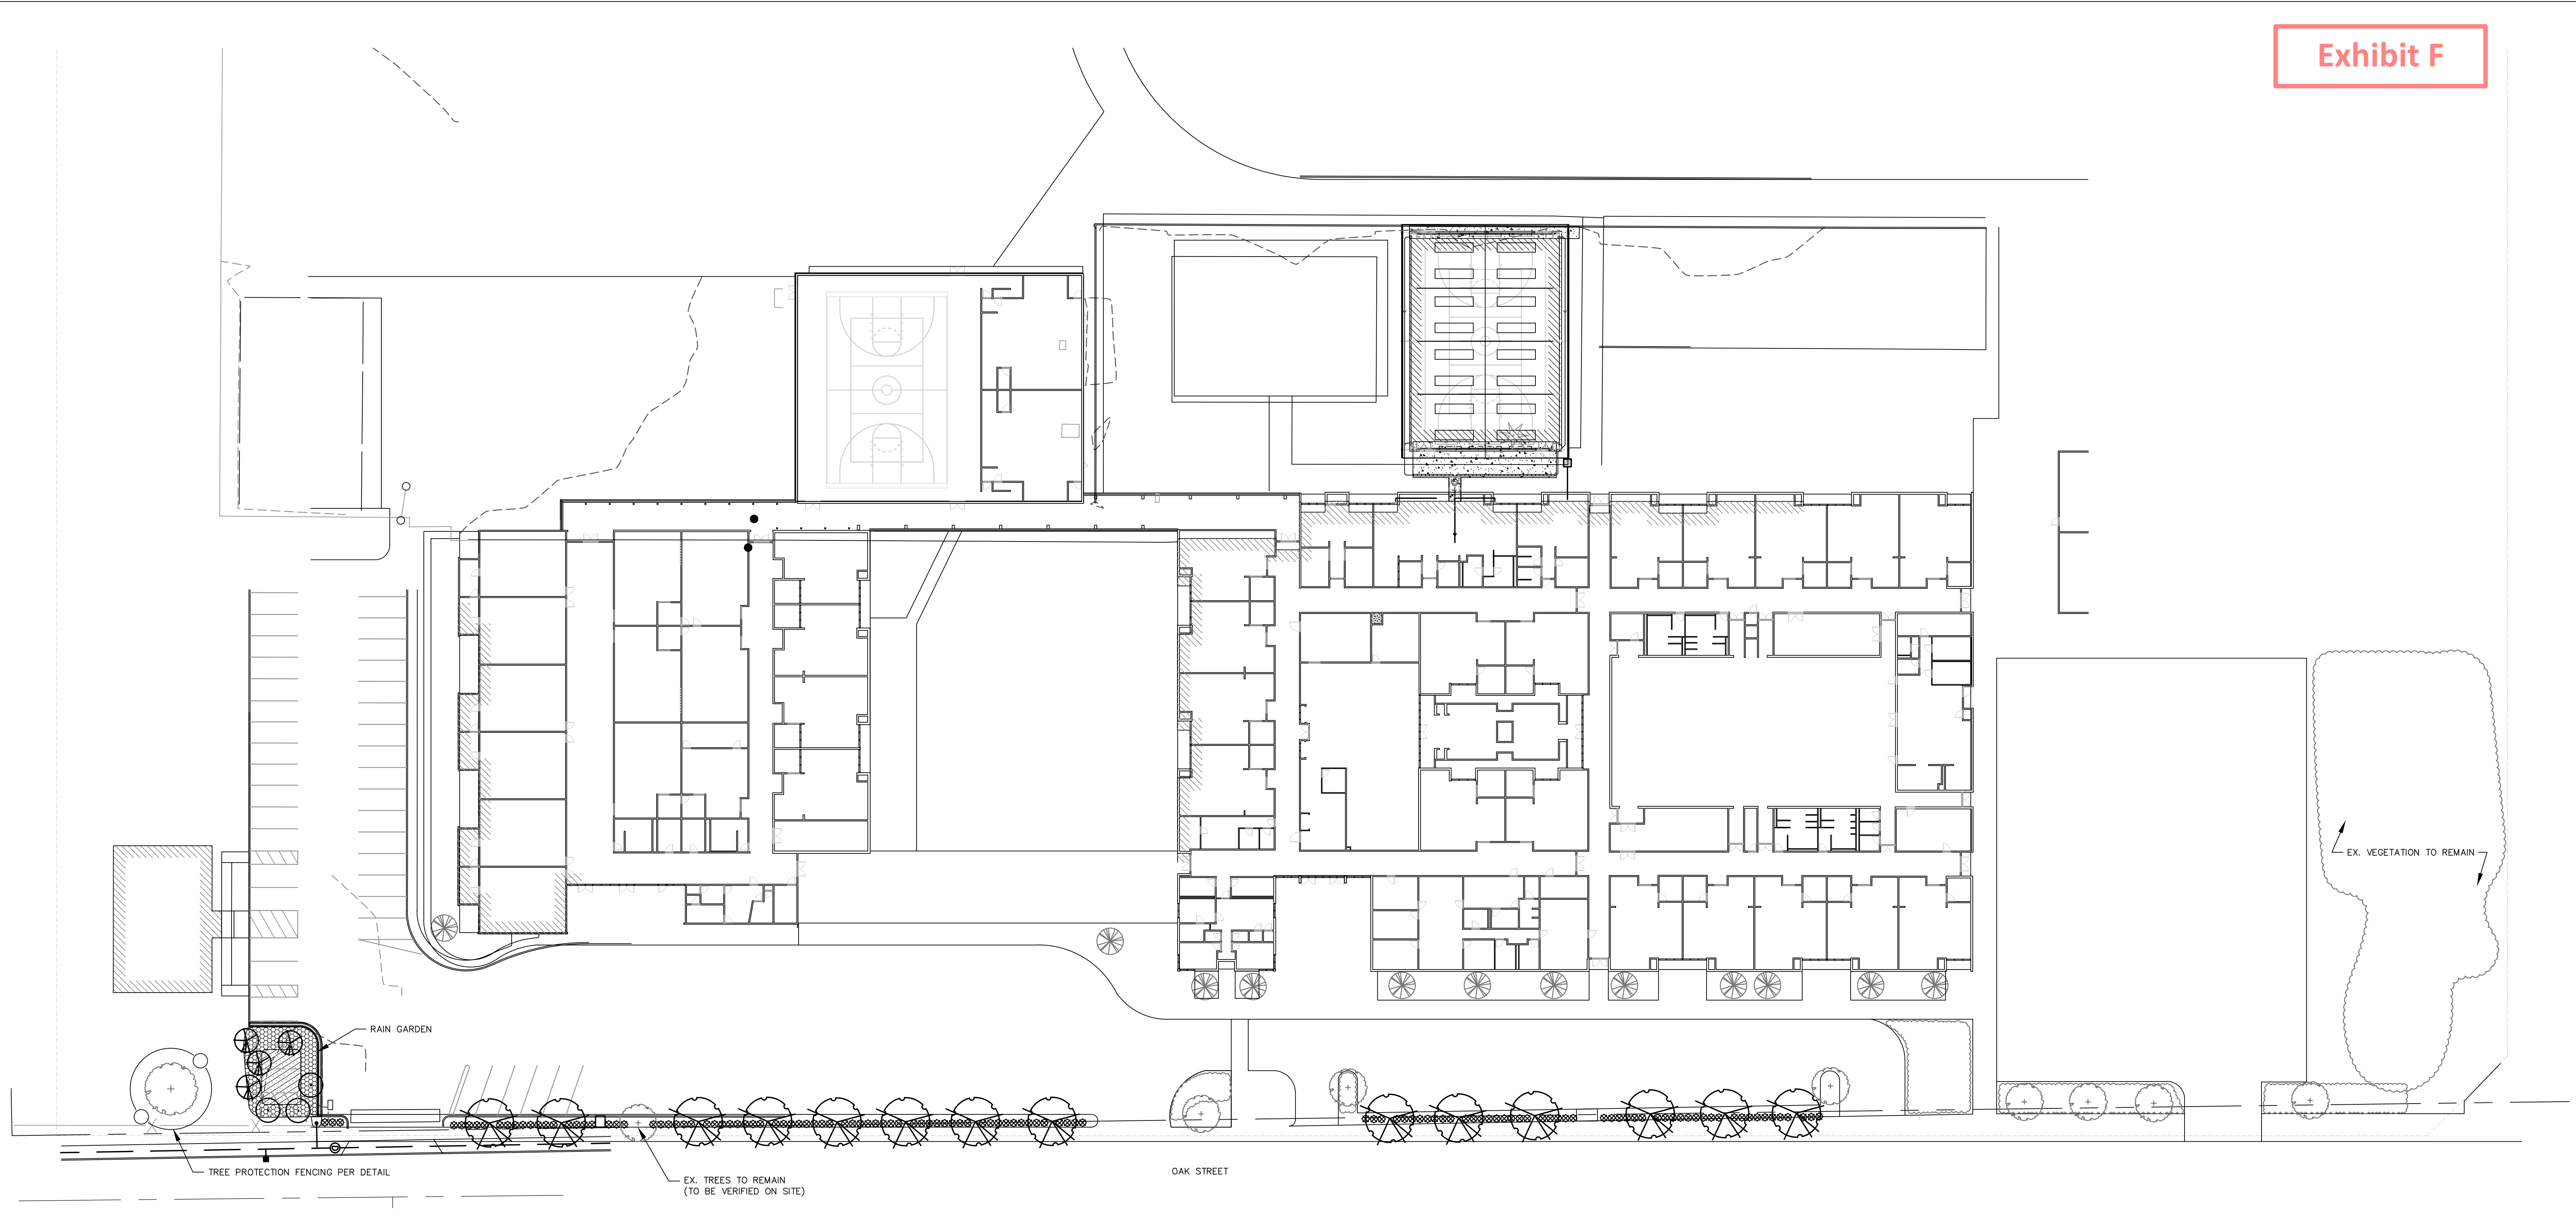 Exhibit F
EX. VEGETATION TO REMAIN
RAIN GARDEN
TREE PROTECTION FENCING PER DETAIL
EX. TREES TO REMAIN
(TO BE VERIFIED ON SITE)
OAK STREET